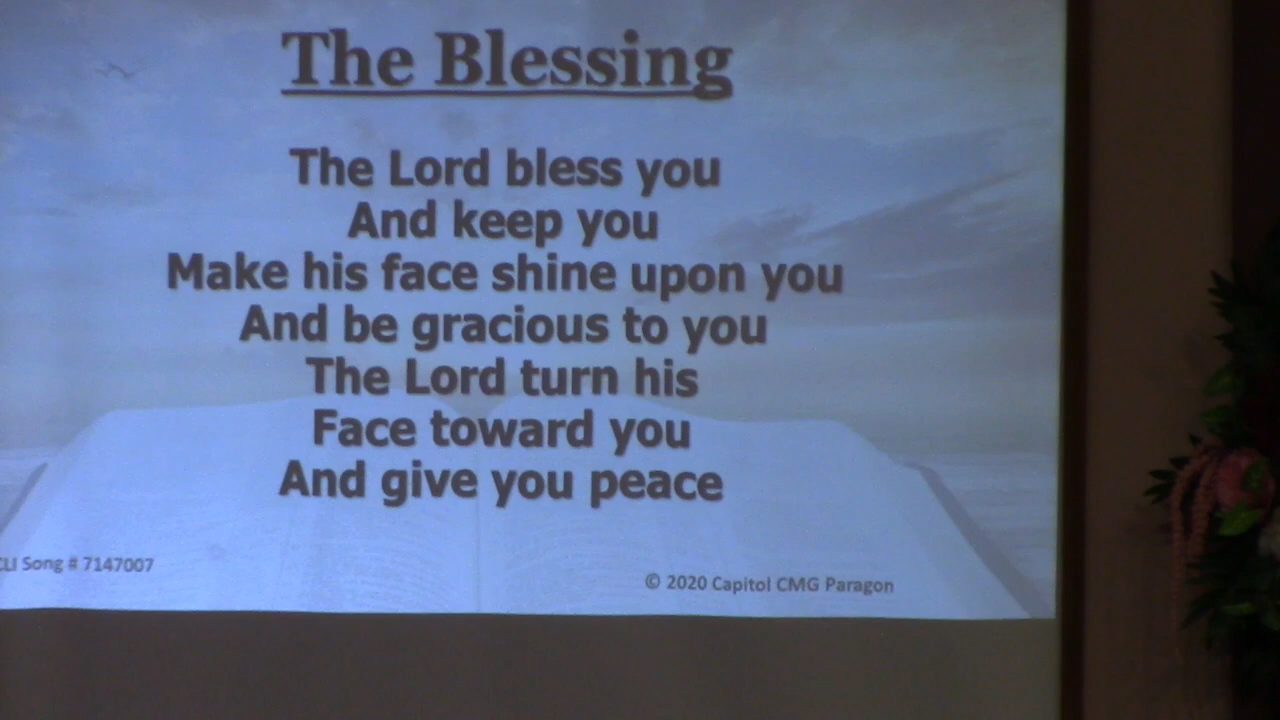 The Blessing
The Lord bless you
And keep you
Make his face shine upon you
And be gracious to you
The Lord turn his
Face toward you
And give you peace
CLI Song # 7147007
© 2020 Capitol CMG Paragon